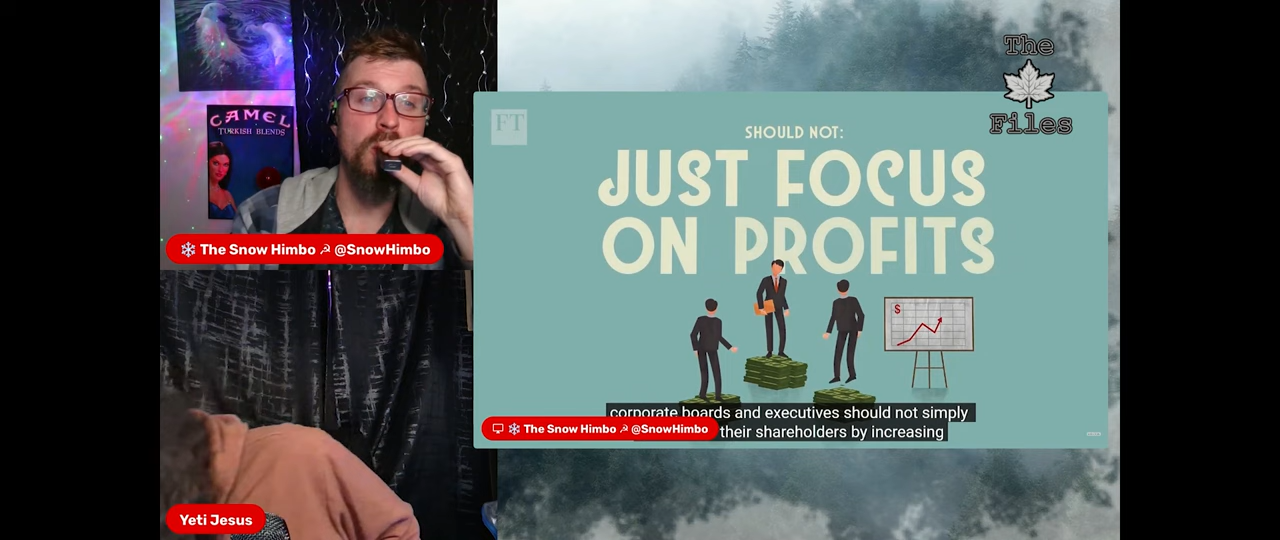 CAMEL
TURKISH BLENDS
❄️ The Snow Himbo ☭ @SnowHimbo
Yeti Jesus
The
Files
FT
SHOULD NOT:
JUST FOCUS
ON PROFITS
$
corporate boards and executives should not simply
their shareholders by increasing
❄️ The Snow Himbo ☭ @SnowHimbo